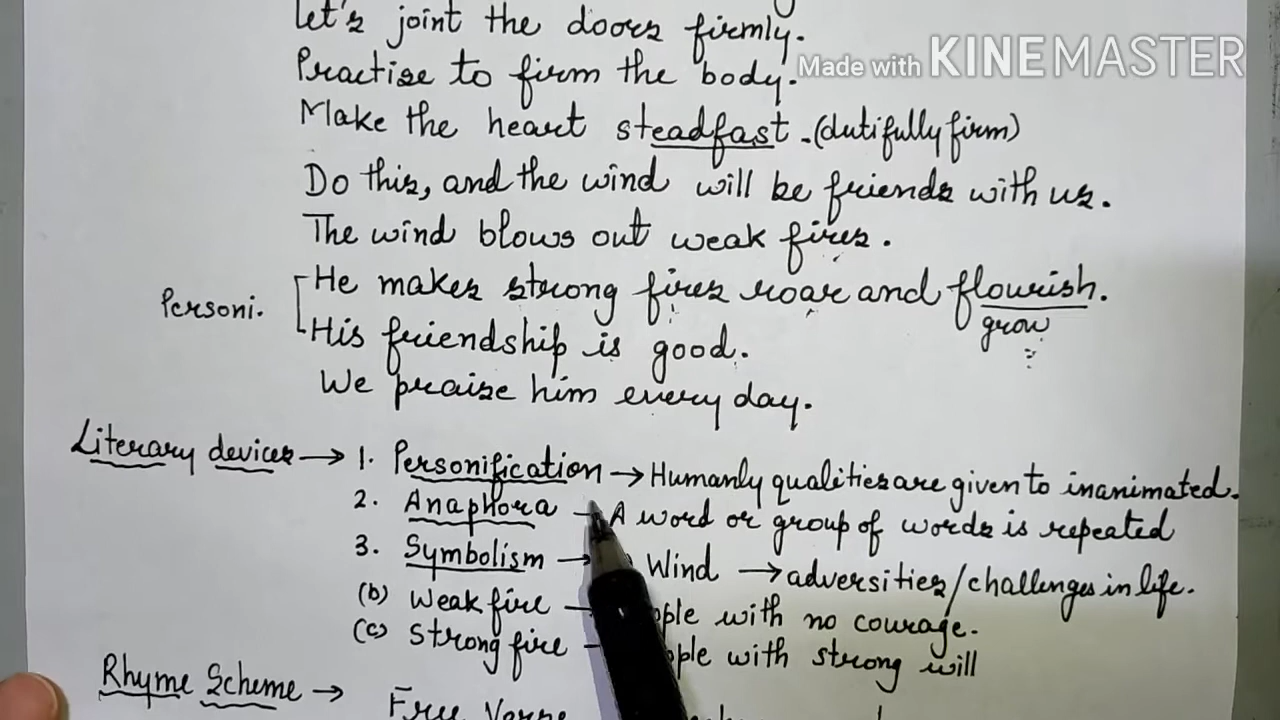 let's joint the doors firmly.
Made with KINEMASTER
Practise to firm the body.
Make the heart steadfast. (dutifully firm)
Do this, and the wind will be friends with us.
The wind blows out weak fires.
He makes strong fires roar and flourish.
grow
Personi.
His friendship is good.
We praise him every day.
Literary devices → 1. Personification → Humanly qualities are given to inanimated.
2. Anaphora → A word or group of words is repeated
3. Symbolism → Wind → adversities/challenges in life.
(b) Weak fire → with no courage.
(c) Strong fire - with strong will
Rhyme Scheme →
Free Verse